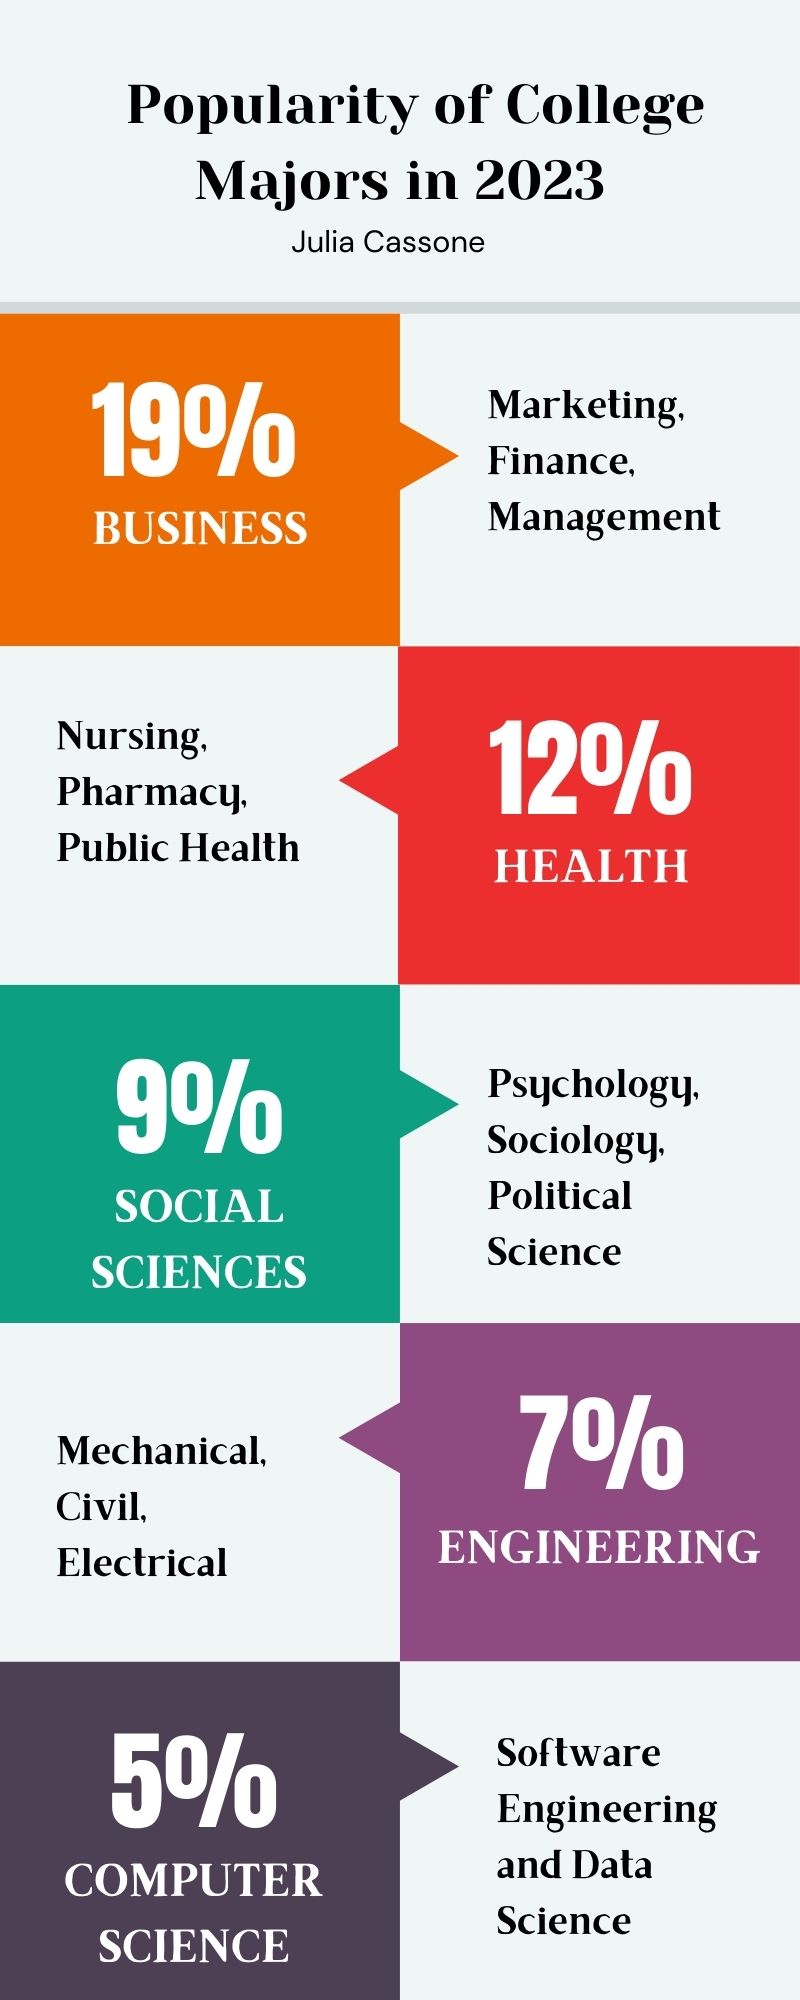 Popularity of College
Majors in 2023
Julia Cassone
19%
BUSINESS
Marketing,
Finance,
Management
Nursing,
Pharmacy,
Public Health
12%
HEALTH
9%
SOCIAL
SCIENCES
Psychology,
Sociology,
Political
Science
Mechanical,
Civil,
Electrical
7%
ENGINEERING
5%
COMPUTER
SCIENCE
Software
Engineering
and Data
Science